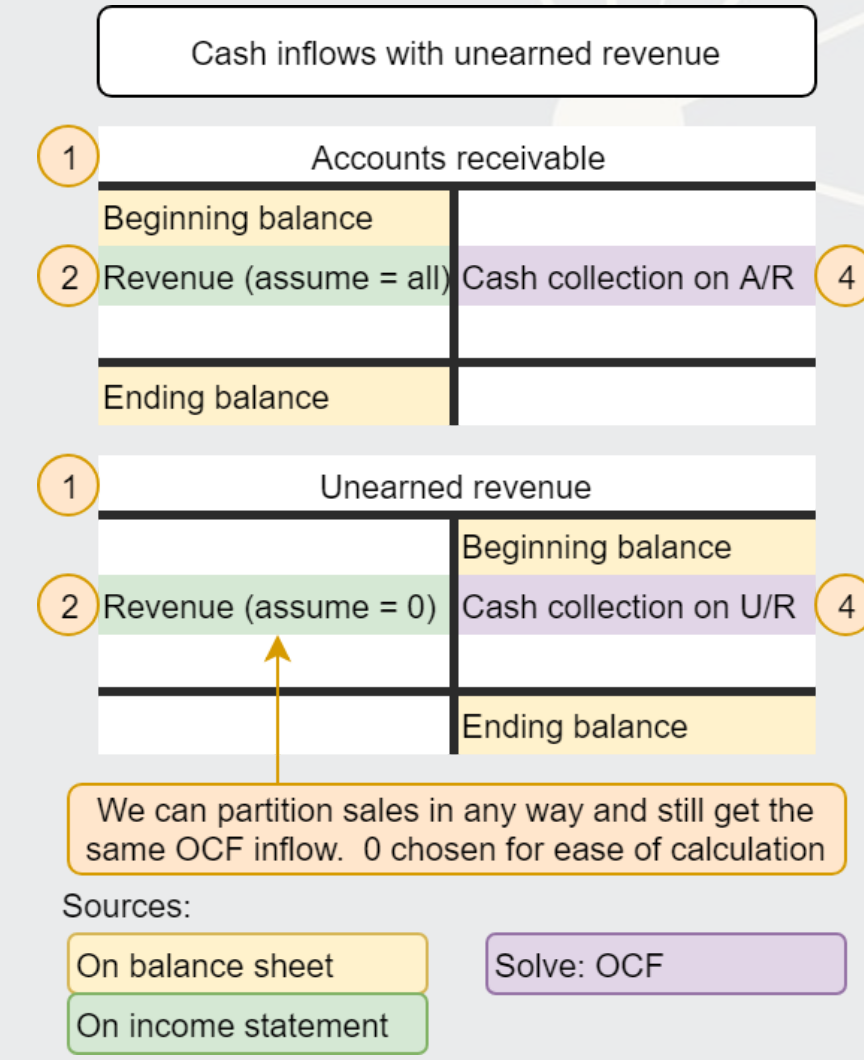 Cash inflows with unearned revenue
1
Accounts receivable
Beginning balance
2 Revenue (assume = all) Cash collection on A/R 4
Ending balance
1
Unearned revenue
Beginning balance
2 Revenue (assume = 0) Cash collection on U/R 4
Ending balance
We can partition sales in any way and still get the
same OCF inflow.  0 chosen for ease of calculation
Sources:
On balance sheet
Solve: OCF
On income statement